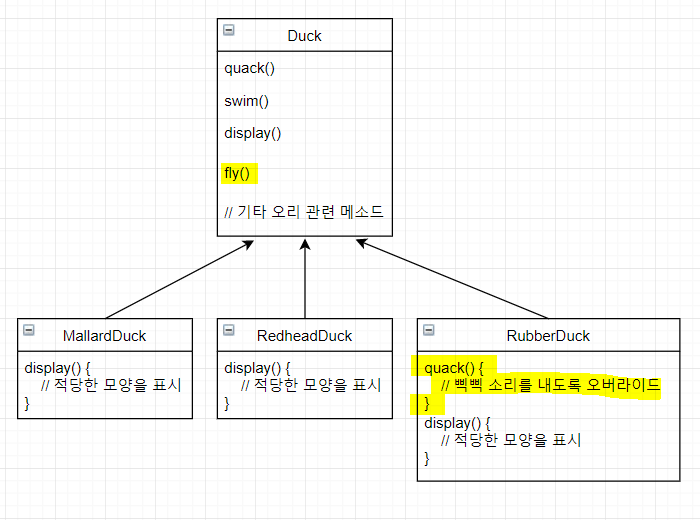 Duck
quack()
swim()
display()
fly()
// 기타 오리 관련 메소드
MallardDuck
display() {
// 적당한 모양을 표시
}
RedheadDuck
display() {
// 적당한 모양을 표시
}
RubberDuck
quack() {
// 삑삑 소리를 내도록 오버라이드
}
display() {
// 적당한 모양을 표시
}